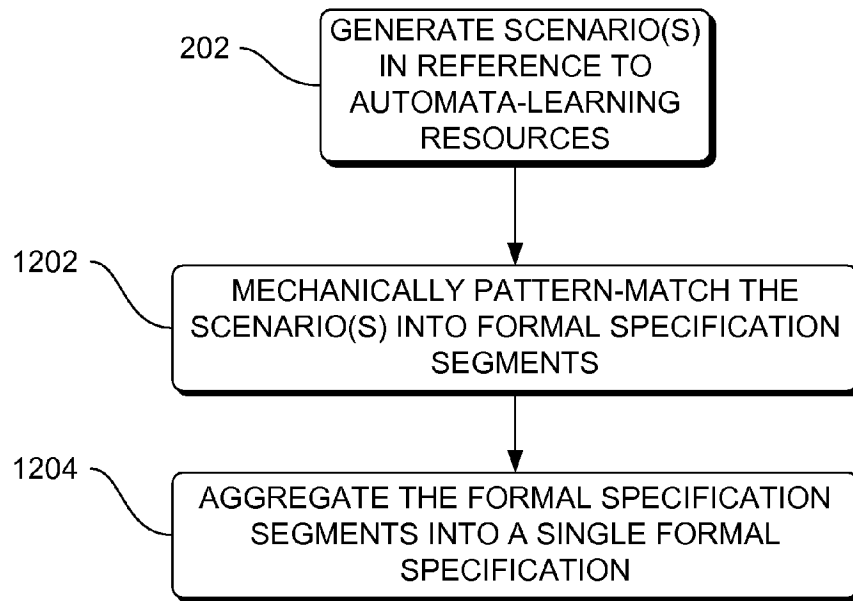 202
GENERATE SCENARIO(S)
IN REFERENCE TO
AUTOMATA-LEARNING
RESOURCES
1202
MECHANICALLY PATTERN-MATCH THE
SCENARIO(S) INTO FORMAL SPECIFICATION
SEGMENTS
1204
AGGREGATE THE FORMAL SPECIFICATION
SEGMENTS INTO A SINGLE FORMAL
SPECIFICATION